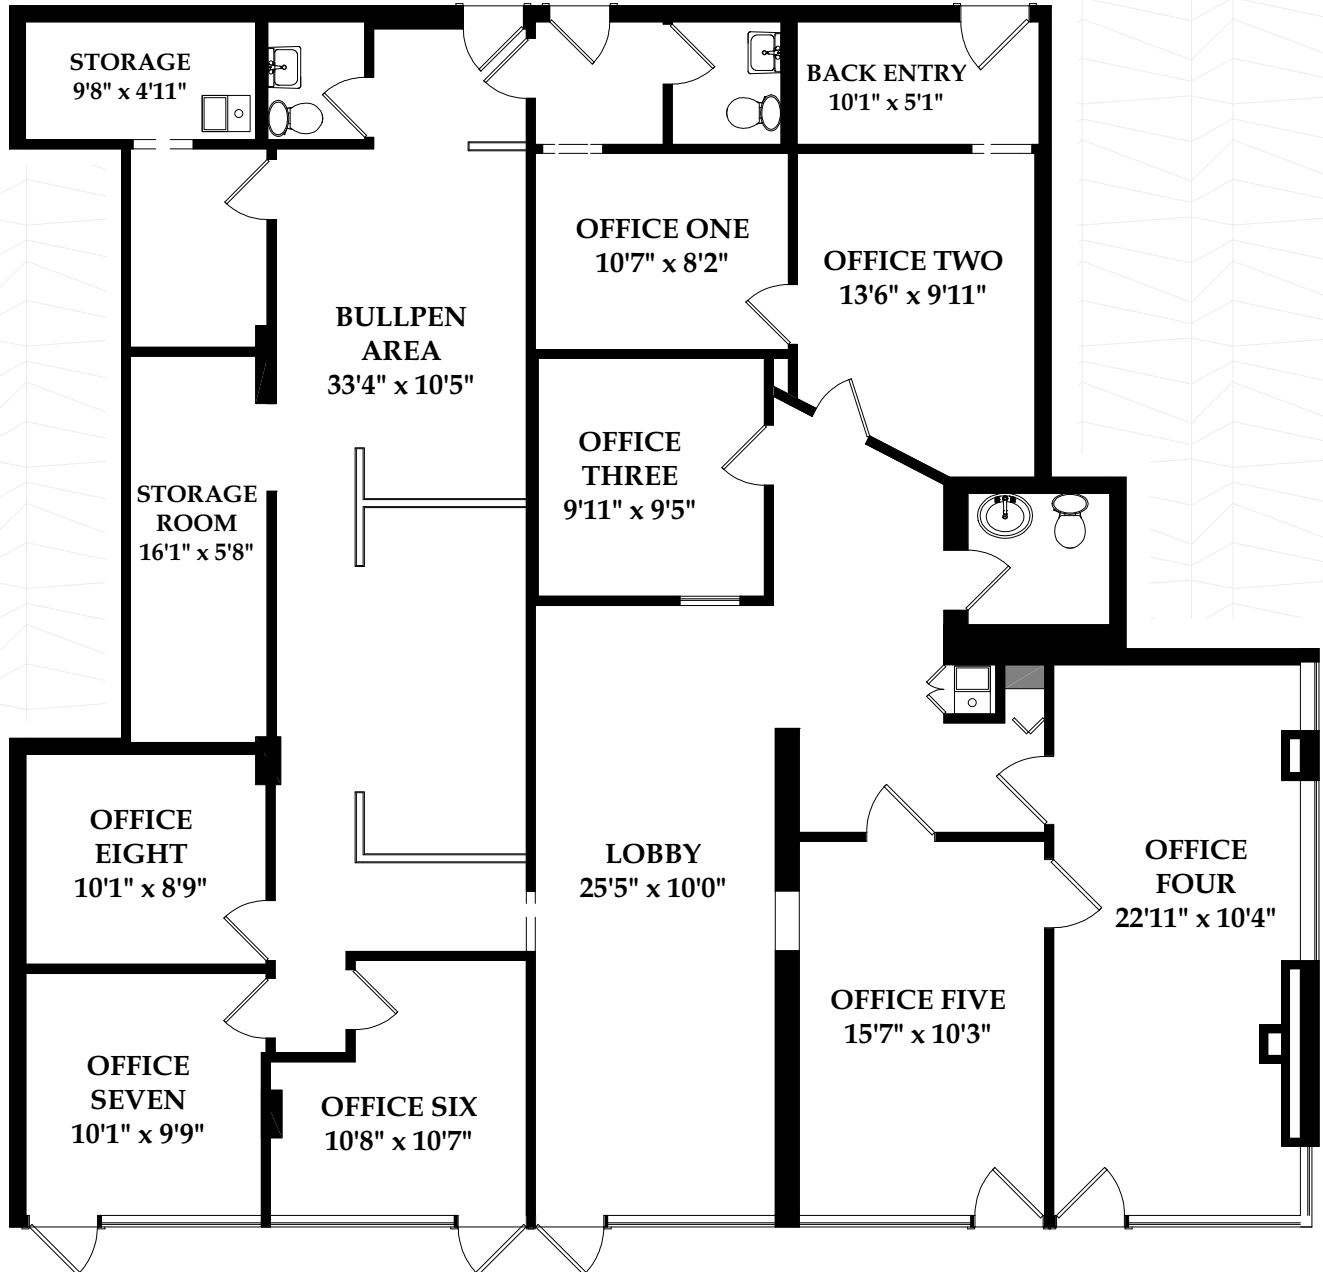 STORAGE
9'8" x 4'11"
BACK ENTRY
10'1" x 5'1"
OFFICE ONE
10'7" x 8'2"
OFFICE TWO
13'6" x 9'11"
BULLPEN
AREA
33'4" x 10'5"
OFFICE
THREE
9'11" x 9'5"
STORAGE
ROOM
16'1" x 5'8"
OFFICE
EIGHT
10'1" x 8'9"
LOBBY
25'5" x 10'0"
OFFICE
FOUR
22'11" x 10'4"
OFFICE FIVE
15'7" x 10'3"
OFFICE
SEVEN
10'1" x 9'9"
OFFICE SIX
10'8" x 10'7"